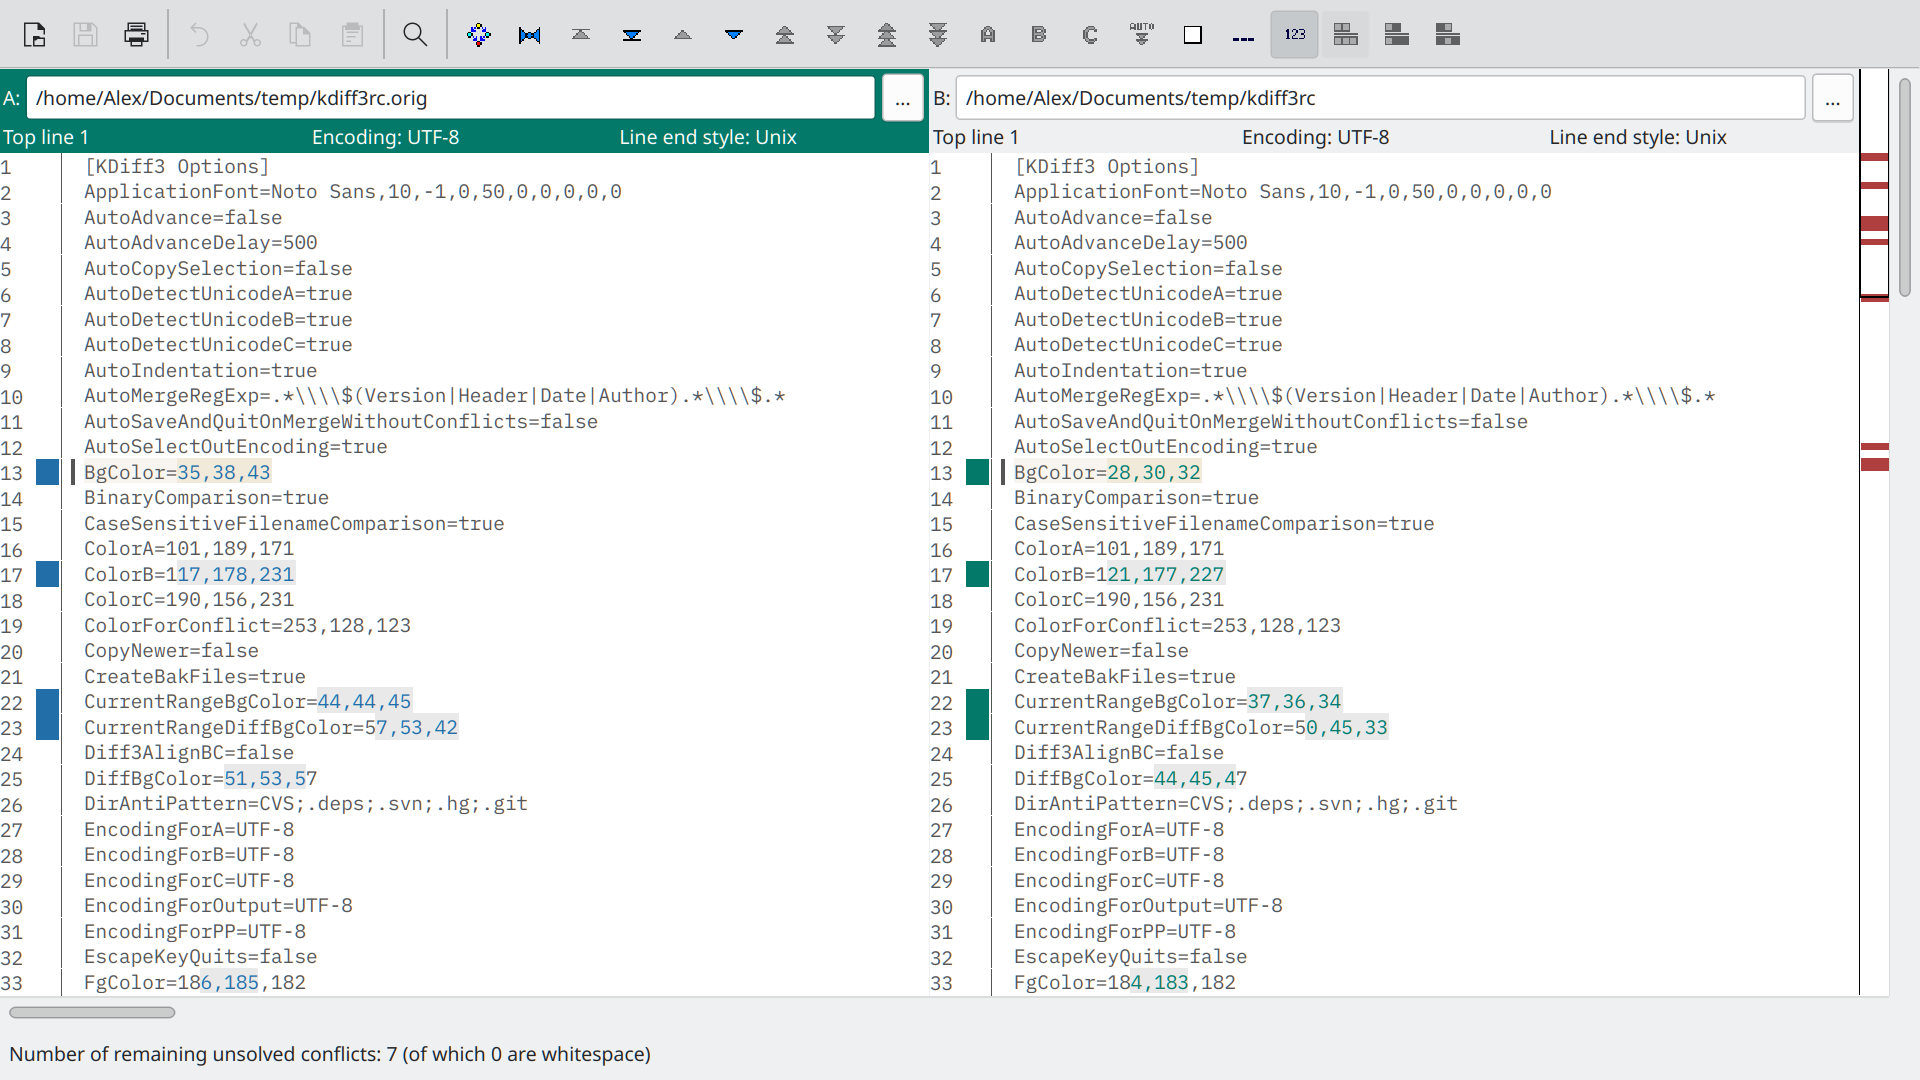 A B C AUTO 123
A: /home/Alex/Documents/temp/kdiff3rc.orig ...
Top line 1 Encoding: UTF-8 Line end style: Unix
1 [KDiff3 Options]
2 ApplicationFont=Noto Sans,10,-1,0,50,0,0,0,0,0
3 AutoAdvance=false
4 AutoAdvanceDelay=500
5 AutoCopySelection=false
6 AutoDetectUnicodeA=true
7 AutoDetectUnicodeB=true
8 AutoDetectUnicodeC=true
9 AutoIndentation=true
10 AutoMergeRegExp=.*\\\\$(Version|Header|Date|Author).*\\\\$.*
11 AutoSaveAndQuitOnMergeWithoutConflicts=false
12 AutoSelectOutEncoding=true
13 BgColor=35,38,43
14 BinaryComparison=true
15 CaseSensitiveFilenameComparison=true
16 ColorA=101,189,171
17 ColorB=117,178,231
18 ColorC=190,156,231
19 ColorForConflict=253,128,123
20 CopyNewer=false
21 CreateBakFiles=true
22 CurrentRangeBgColor=44,44,45
23 CurrentRangeDiffBgColor=57,53,42
24 Diff3AlignBC=false
25 DiffBgColor=51,53,57
26 DirAntiPattern=CVS;.deps;.svn;.hg;.git
27 EncodingForA=UTF-8
28 EncodingForB=UTF-8
29 EncodingForC=UTF-8
30 EncodingForOutput=UTF-8
31 EncodingForPP=UTF-8
32 EscapeKeyQuits=false
33 FgColor=186,185,182
B: /home/Alex/Documents/temp/kdiff3rc ...
Top line 1 Encoding: UTF-8 Line end style: Unix
1 [KDiff3 Options]
2 ApplicationFont=Noto Sans,10,-1,0,50,0,0,0,0,0
3 AutoAdvance=false
4 AutoAdvanceDelay=500
5 AutoCopySelection=false
6 AutoDetectUnicodeA=true
7 AutoDetectUnicodeB=true
8 AutoDetectUnicodeC=true
9 AutoIndentation=true
10 AutoMergeRegExp=.*\\\\$(Version|Header|Date|Author).*\\\\$.*
11 AutoSaveAndQuitOnMergeWithoutConflicts=false
12 AutoSelectOutEncoding=true
13 BgColor=28,30,32
14 BinaryComparison=true
15 CaseSensitiveFilenameComparison=true
16 ColorA=101,189,171
17 ColorB=121,177,227
18 ColorC=190,156,231
19 ColorForConflict=253,128,123
20 CopyNewer=false
21 CreateBakFiles=true
22 CurrentRangeBgColor=37,36,34
23 CurrentRangeDiffBgColor=50,45,33
24 Diff3AlignBC=false
25 DiffBgColor=44,45,47
26 DirAntiPattern=CVS;.deps;.svn;.hg;.git
27 EncodingForA=UTF-8
28 EncodingForB=UTF-8
29 EncodingForC=UTF-8
30 EncodingForOutput=UTF-8
31 EncodingForPP=UTF-8
32 EscapeKeyQuits=false
33 FgColor=184,183,182
Number of remaining unsolved conflicts: 7 (of which 0 are whitespace)